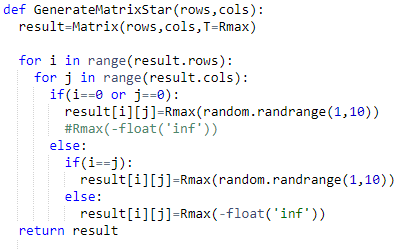 def GenerateMatrixStar(rows,cols):
  result=Matrix(rows,cols,T=Rmax)

  for i in range(result.rows):
    for j in range(result.cols):
      if(i==0 or j==0):
        result[i][j]=Rmax(random.randrange(1,10))
        #Rmax(-float('inf'))
      else:
        if(i==j):
          result[i][j]=Rmax(random.randrange(1,10))
        else:
          result[i][j]=Rmax(-float('inf'))
  return result